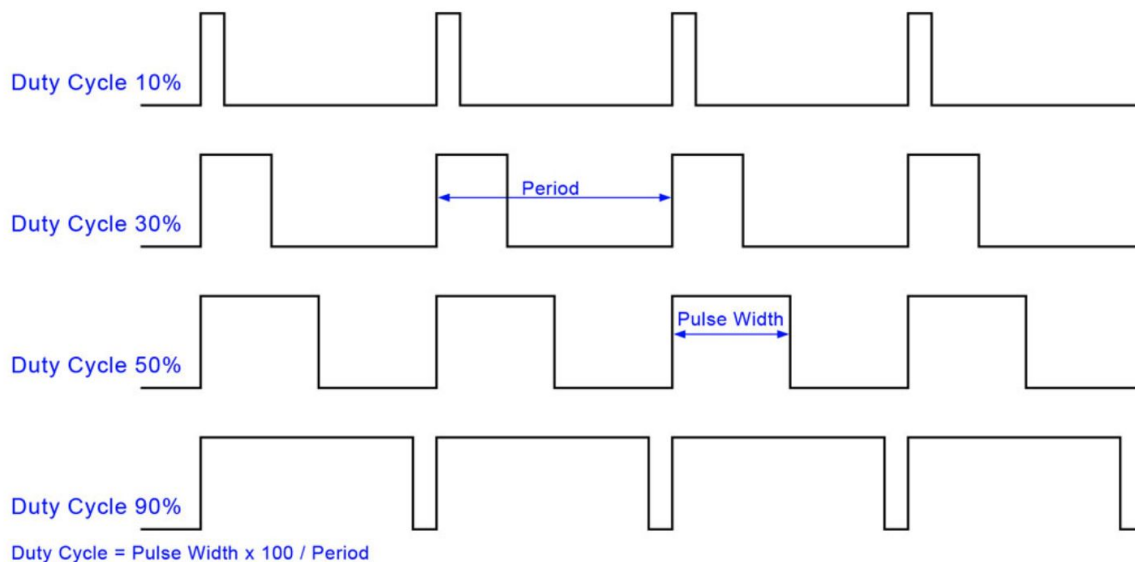 Duty Cycle 10%
Period
Duty Cycle 30%
Pulse Width
Duty Cycle 50%
Duty Cycle 90%
Duty Cycle = Pulse Width x 100 / Period